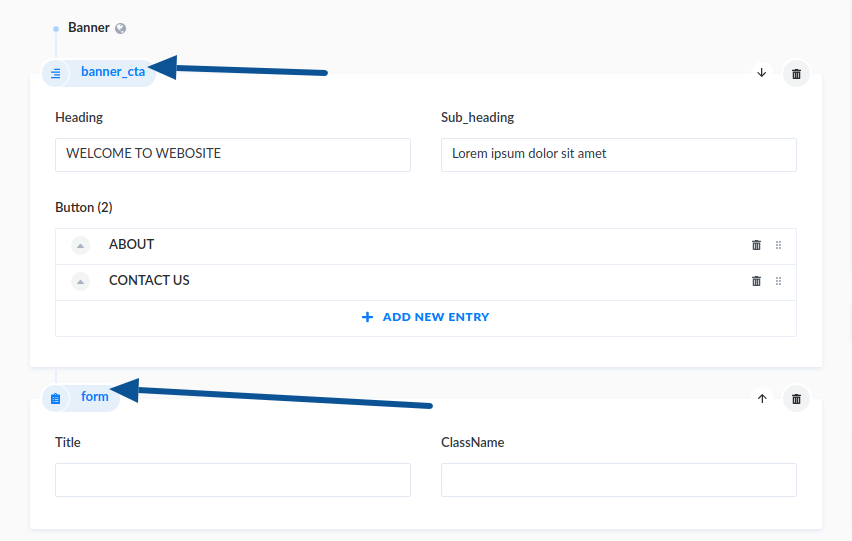 Banner
banner_cta
Heading Sub_heading
WELCOME TO WEBOSITE Lorem ipsum dolor sit amet
Button (2)
ABOUT
CONTACT US
ADD NEW ENTRY
form
Title ClassName